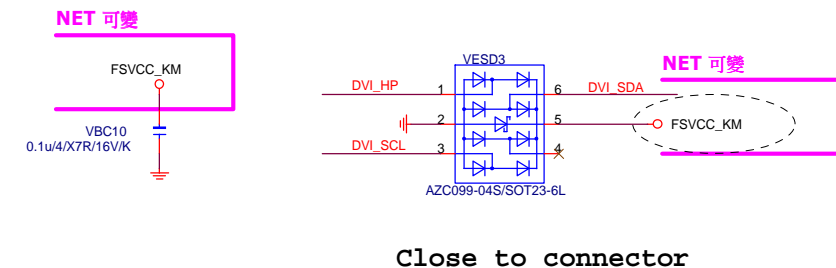 NET 可變
FSVCC_KM
VBC10
0.1u/4/X7R/16V/K
VESD3
DVI_HP
1
6
DVI_SDA
2
5
DVI_SCL
3
4
AZC099-04S/SOT23-6L
NET 可變
FSVCC_KM
Close to connector